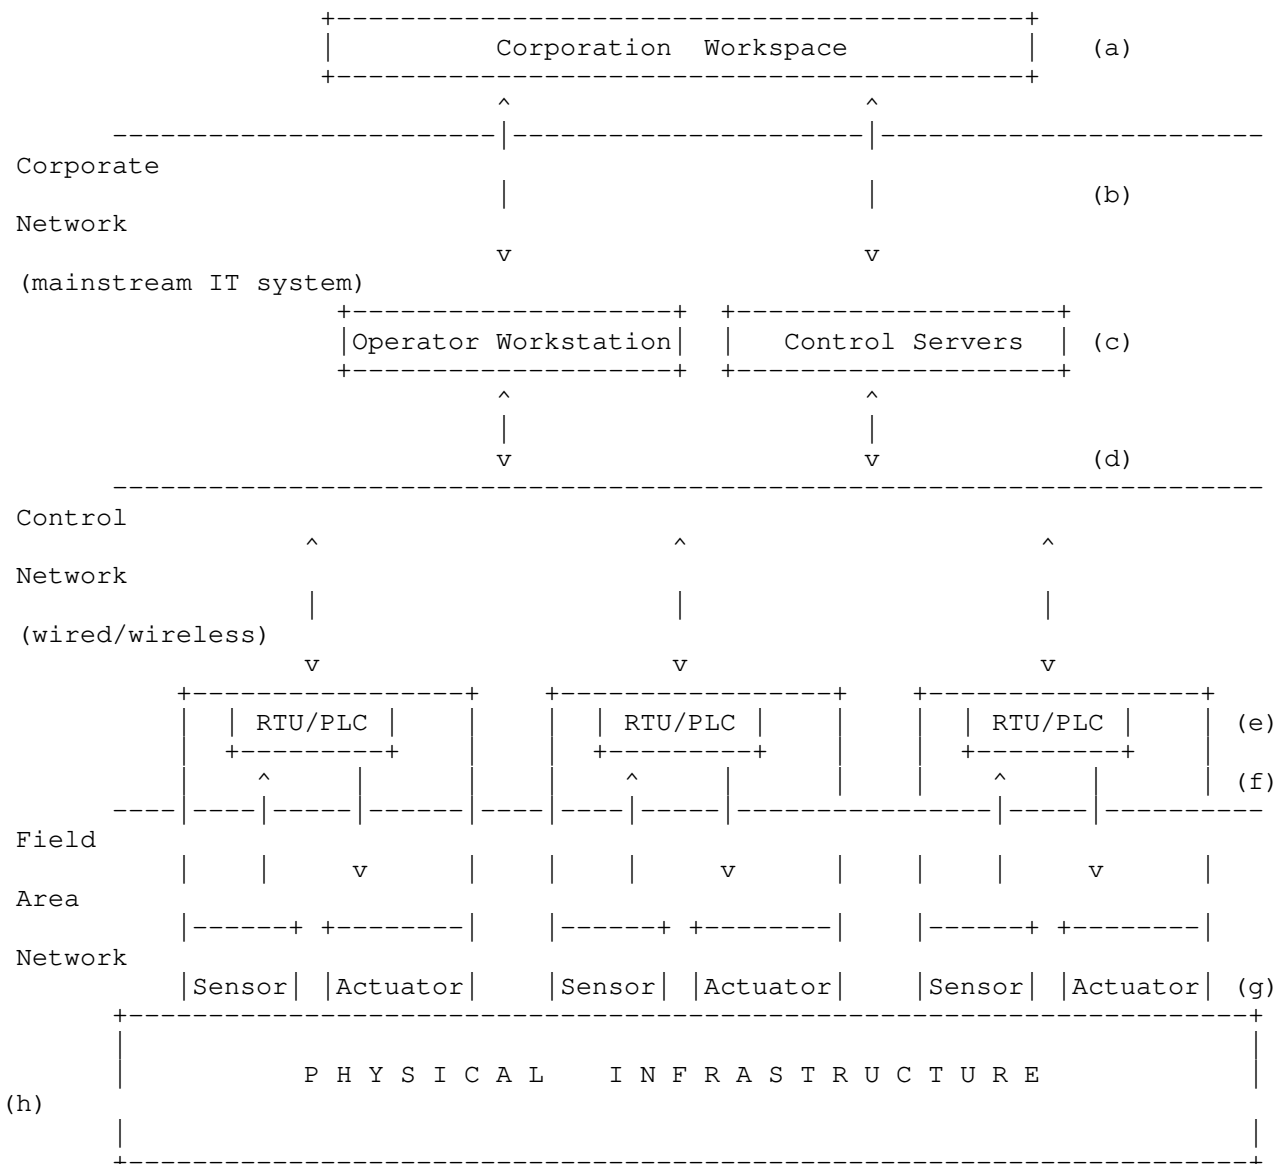 Corporation  Workspace (a)
Corporate
(b)
Network
(mainstream IT system)
Operator Workstation Control Servers (c)
(d)
Control
Network
(wired/wireless)
RTU/PLC RTU/PLC RTU/PLC (e)
(f)
Field
Area
Network
Sensor Actuator Sensor Actuator Sensor Actuator (g)
P H Y S I C A L    I N F R A S T R U C T U R E
(h)